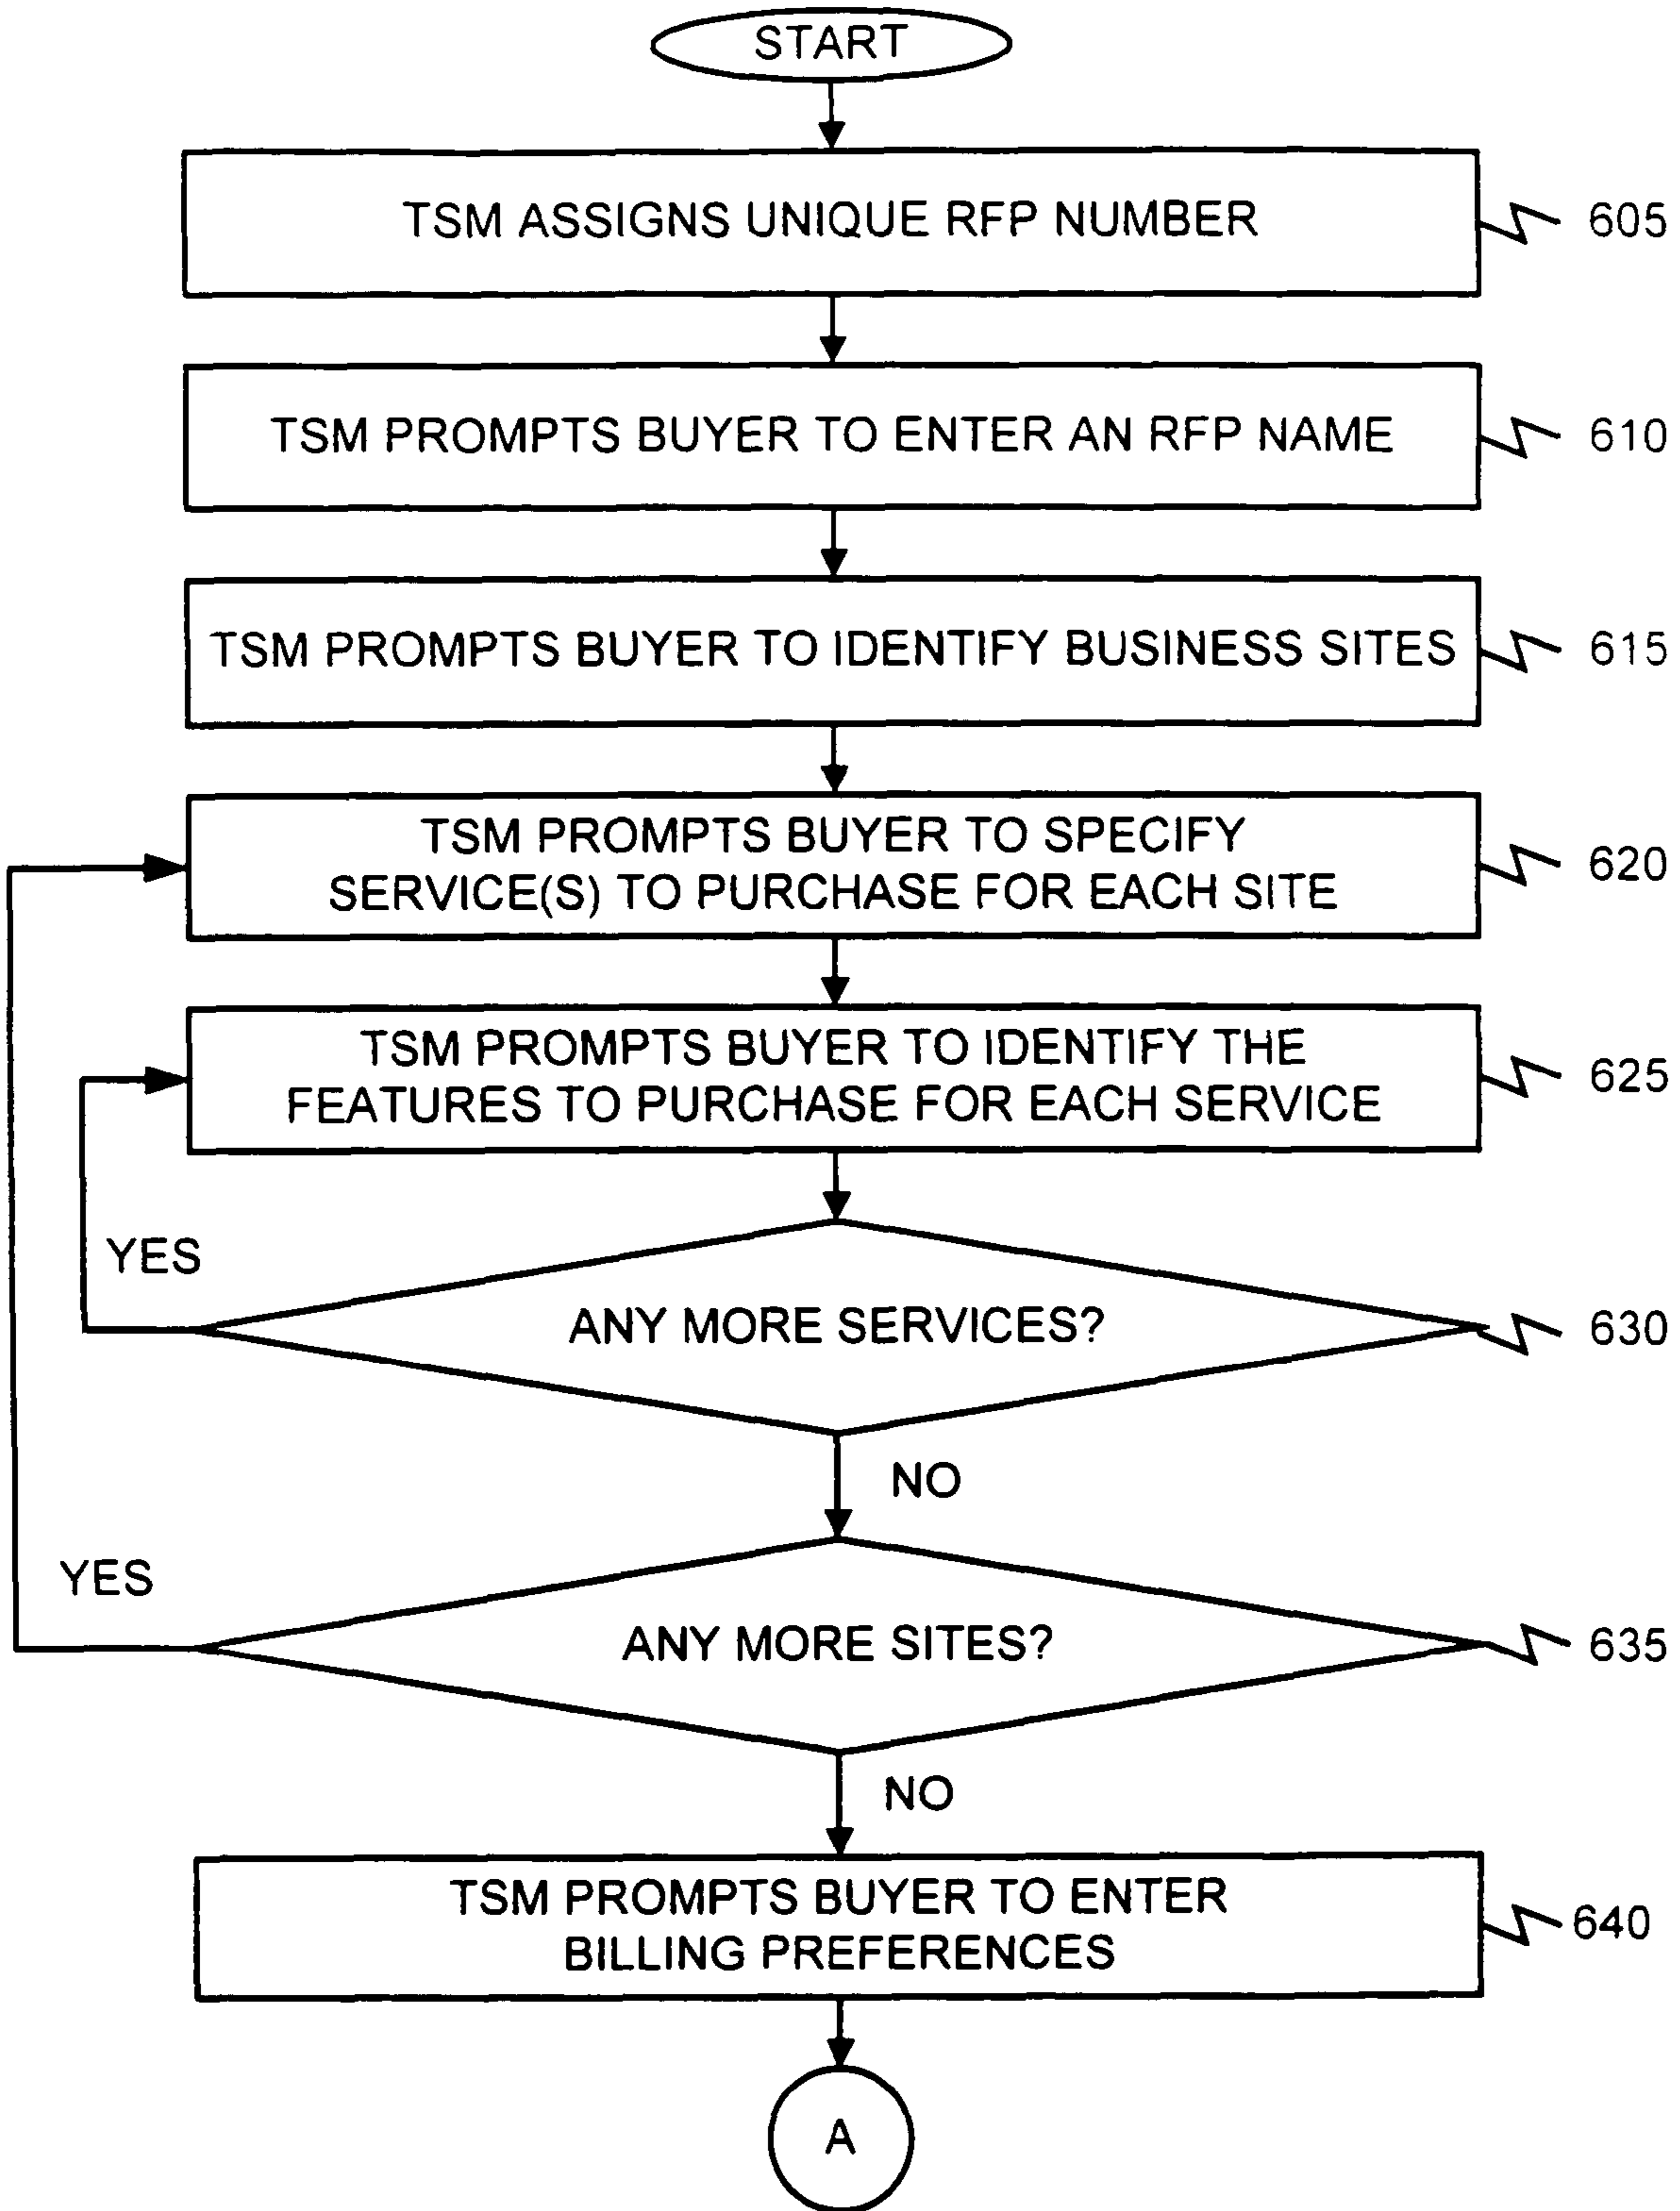 START
TSM ASSIGNS UNIQUE RFP NUMBER
605
TSM PROMPTS BUYER TO ENTER AN RFP NAME
610
TSM PROMPTS BUYER TO IDENTIFY BUSINESS SITES
615
TSM PROMPTS BUYER TO SPECIFY
SERVICE(S) TO PURCHASE FOR EACH SITE
620
TSM PROMPTS BUYER TO IDENTIFY THE
FEATURES TO PURCHASE FOR EACH SERVICE
625
YES
ANY MORE SERVICES?
630
NO
YES
ANY MORE SITES?
635
NO
TSM PROMPTS BUYER TO ENTER
BILLING PREFERENCES
640
A